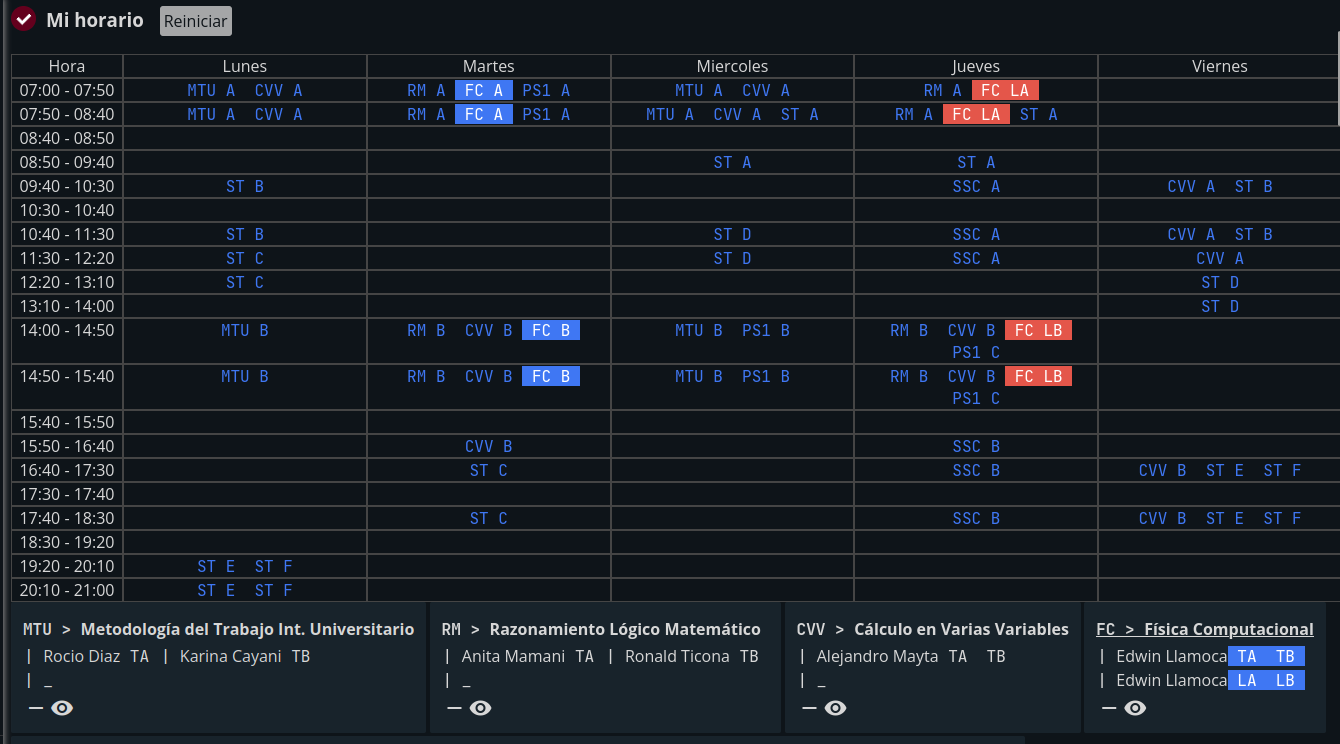 Mi horario Reiniciar
Hora Lunes Martes Miercoles Jueves Viernes
07:00 - 07:50 MTU A CVV A RM A FC A PS1 A MTU A CVV A RM A FC LA
07:50 - 08:40 MTU A CVV A RM A FC A PS1 A MTU A CVV A ST A RM A FC LA ST A
08:40 - 08:50
08:50 - 09:40 ST A ST A
09:40 - 10:30 ST B SSC A CVV A ST B
10:30 - 10:40
10:40 - 11:30 ST B ST D SSC A CVV A ST B
11:30 - 12:20 ST C ST D SSC A CVV A
12:20 - 13:10 ST C ST D
13:10 - 14:00 ST D
14:00 - 14:50 MTU B RM B CVV B FC B MTU B PS1 B RM B CVV B FC LB
PS1 C
14:50 - 15:40 MTU B RM B CVV B FC B MTU B PS1 B RM B CVV B FC LB
PS1 C
15:40 - 15:50
15:50 - 16:40 CVV B SSC B
16:40 - 17:30 ST C SSC B CVV B ST E ST F
17:30 - 17:40
17:40 - 18:30 ST C SSC B CVV B ST E ST F
18:30 - 19:20
19:20 - 20:10 ST E ST F
20:10 - 21:00 ST E ST F
MTU > Metodología del Trabajo Int. Universitario
| Rocio Diaz TA | Karina Cayani TB
| _
RM > Razonamiento Lógico Matemático
| Anita Mamani TA | Ronald Ticona TB
| _
CVV > Cálculo en Varias Variables
| Alejandro Mayta TA TB
| _
FC > Física Computacional
| Edwin Llamoca TA TB
| Edwin Llamoca LA LB